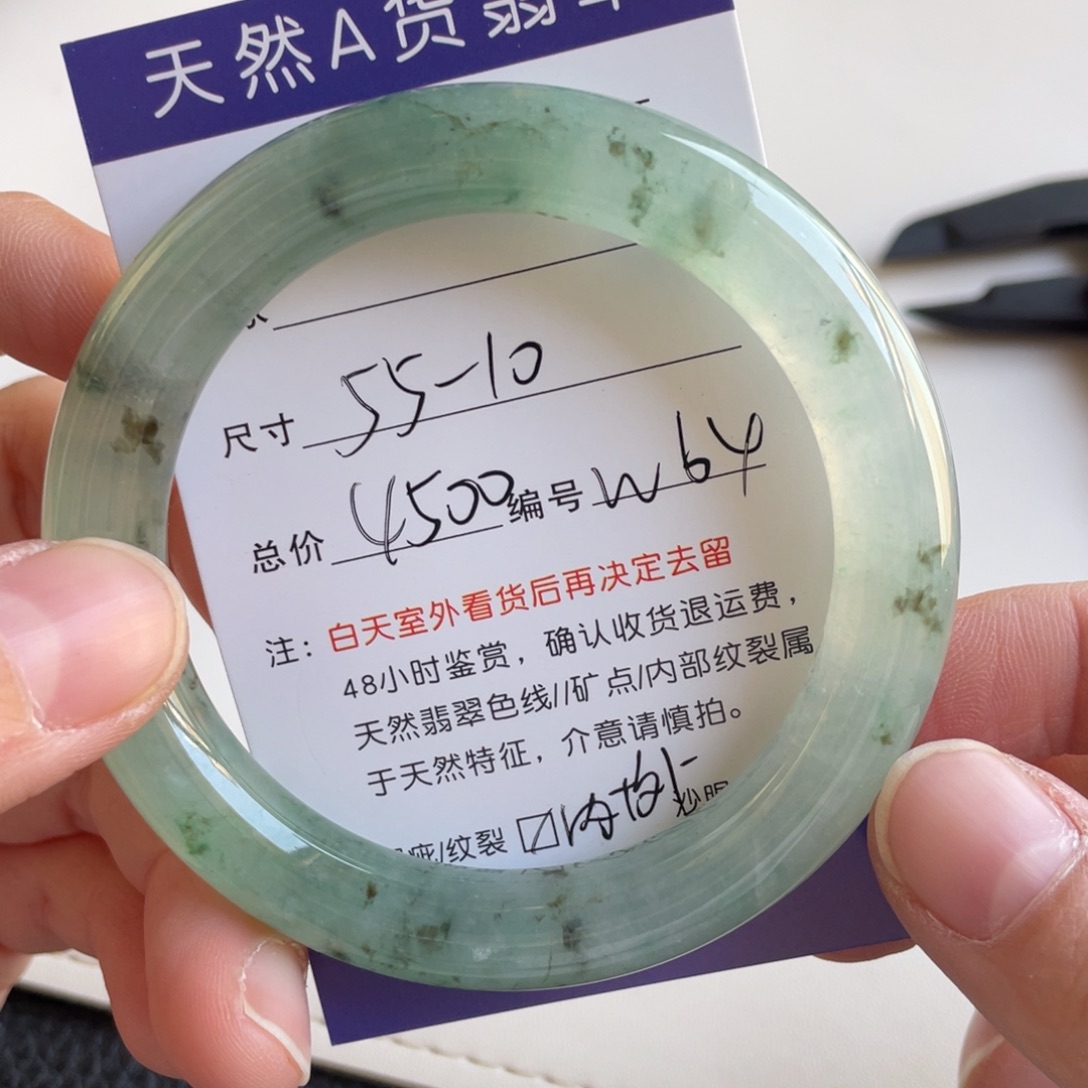 天然A货翡翠
尺寸 55-10
总价 4500 编号 W64
注：白天室外看货后再决定去留
48小时鉴赏，确认收货退运费，
天然翡翠色线//矿点/内部纹裂属
于天然特征，介意请慎拍。
疵/纹裂 ☑内